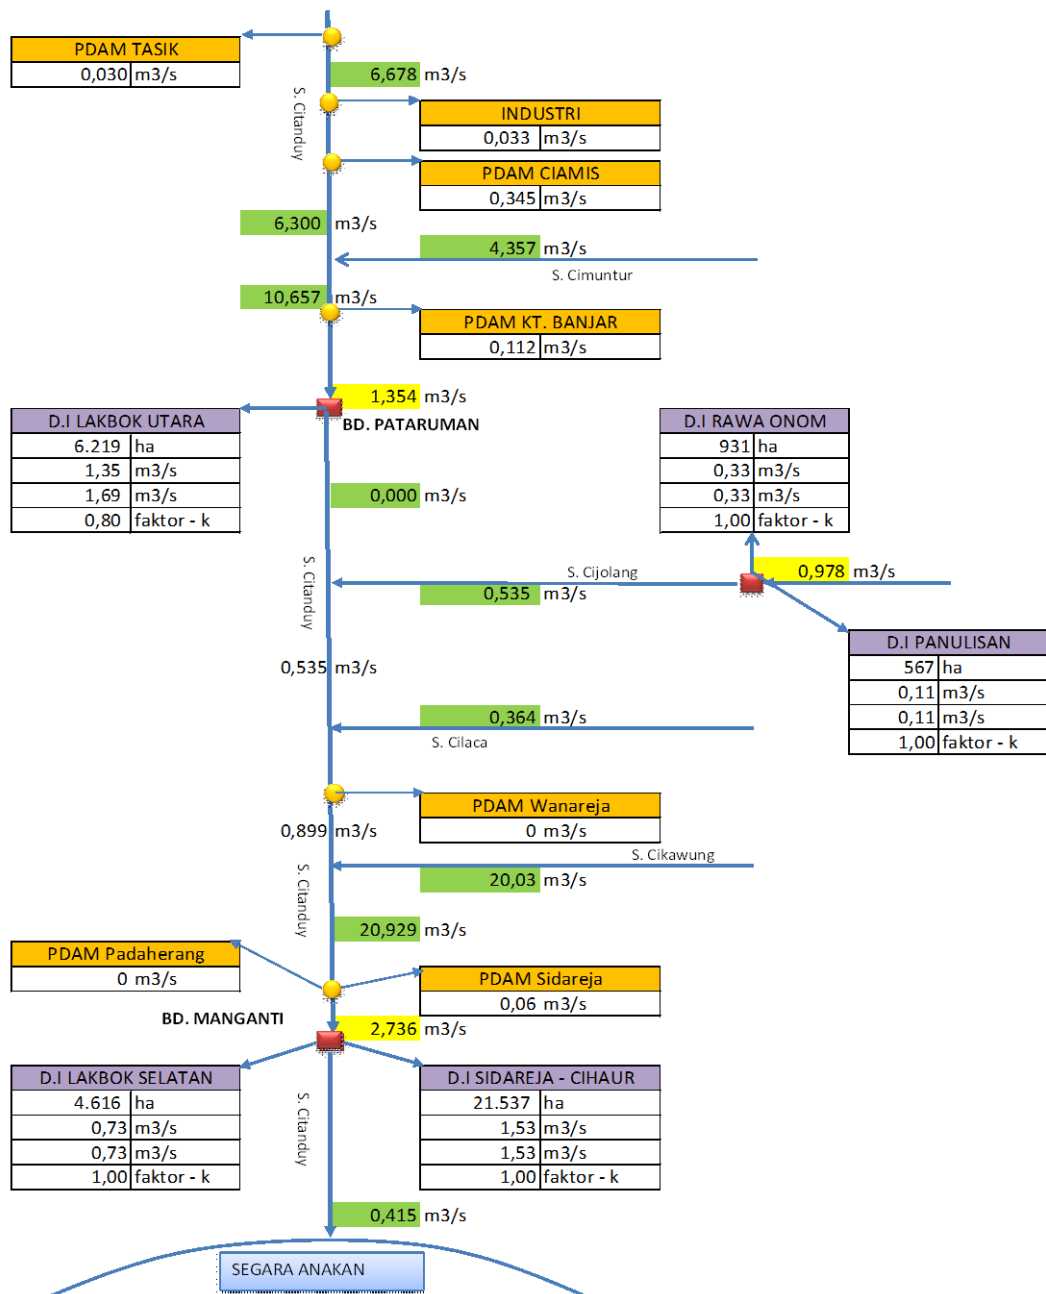 PDAM TASIK
0,030 m3/s
6,678 m3/s
S. Citanduy
INDUSTRI
0,033 m3/s
PDAM CIAMIS
0,345 m3/s
6,300 m3/s
4,357 m3/s
S. Cimuntur
10,657 m3/s
PDAM KT. BANJAR
0,112 m3/s
1,354 m3/s
BD. PATARUMAN
D.I LAKBOK UTARA
6.219 ha
1,35 m3/s
1,69 m3/s
0,80 faktor - k
D.I RAWA ONOM
931 ha
0,33 m3/s
0,33 m3/s
1,00 faktor - k
0,000 m3/s
S. Citanduy
S. Cijolang
0,978 m3/s
0,535 m3/s
D.I PANULISAN
567 ha
0,11 m3/s
0,11 m3/s
1,00 faktor - k
0,535 m3/s
0,364 m3/s
S. Cilaca
PDAM Wanareja
0 m3/s
0,899 m3/s
S. Cikawung
20,03 m3/s
S. Citanduy
20,929 m3/s
PDAM Padaherang
0 m3/s
PDAM Sidareja
0,06 m3/s
BD. MANGANTI
2,736 m3/s
D.I LAKBOK SELATAN
4.616 ha
0,73 m3/s
0,73 m3/s
1,00 faktor - k
S. Citanduy
D.I SIDAREJA - CIHAUR
21.537 ha
1,53 m3/s
1,53 m3/s
1,00 faktor - k
0,415 m3/s
SEGARA ANAKAN